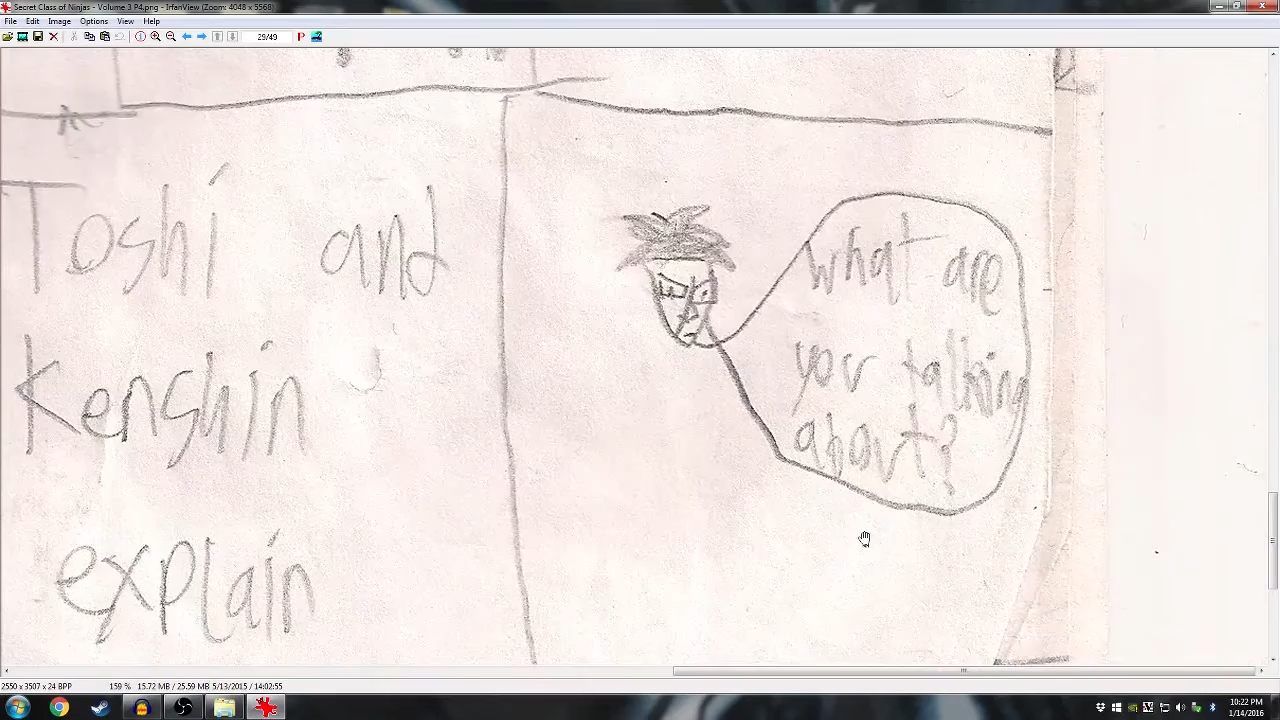 Secret Class of Ninjas - Volume 3 P4.png - IrfanView (Zoom: 4048 x 5568)
File Edit Image Options View Help
29/49
Toshi and
Kenshin
explain
What are
you talking
about?
2550 x 3507 x 24 BPP 159 % 15.72 MB / 25.59 MB 5/13/2015 / 14:02:55
10:22 PM
1/14/2016